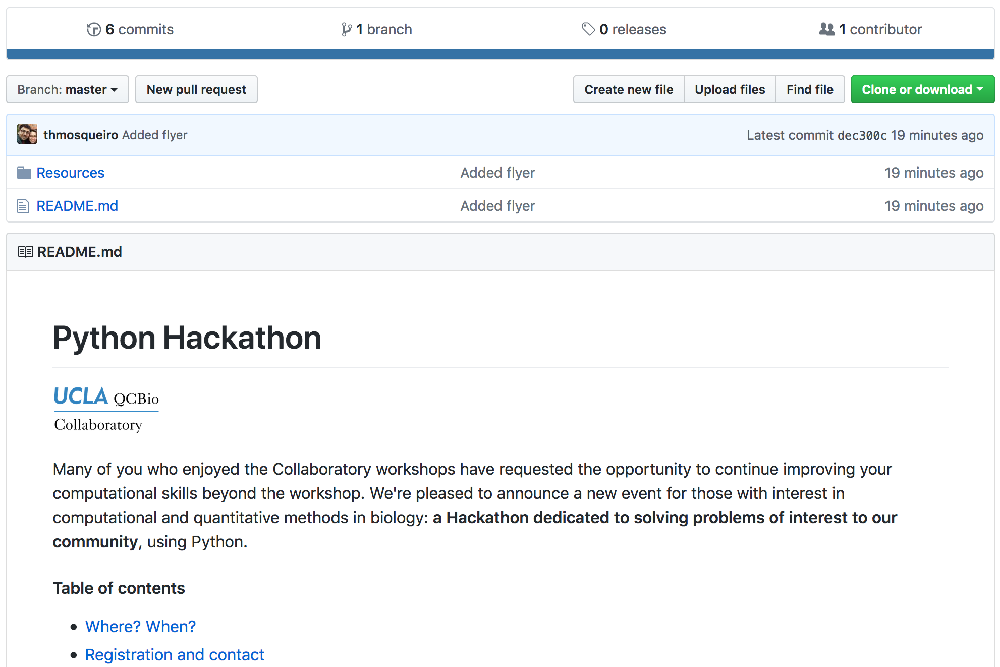 6 commits 1 branch 0 releases 1 contributor
Branch: master New pull request Create new file Upload files Find file Clone or download
thmosqueiro Added flyer Latest commit dec300c 19 minutes ago
Resources Added flyer 19 minutes ago
README.md Added flyer 19 minutes ago
README.md
Python Hackathon
UCLA QCBio
Collaboratory
Many of you who enjoyed the Collaboratory workshops have requested the opportunity to continue improving your
computational skills beyond the workshop. We're pleased to announce a new event for those with interest in
computational and quantitative methods in biology: a Hackathon dedicated to solving problems of interest to our
community, using Python.
Table of contents
Where? When?
Registration and contact